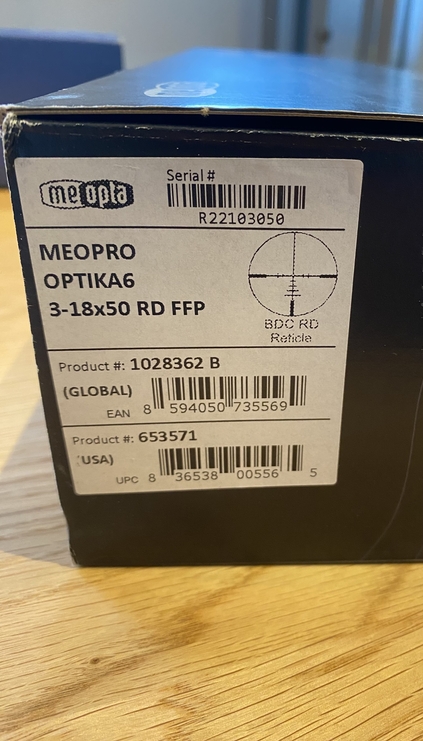 meopta
Serial #
R22103050
MEOPRO
OPTIKA6
3-18x50 RD FFP
BDC RD
Reticle
Product #: 1028362 B
(GLOBAL)
EAN 8 594050 735569
Product #: 653571
(USA)
UPC 8 36538 00556 5